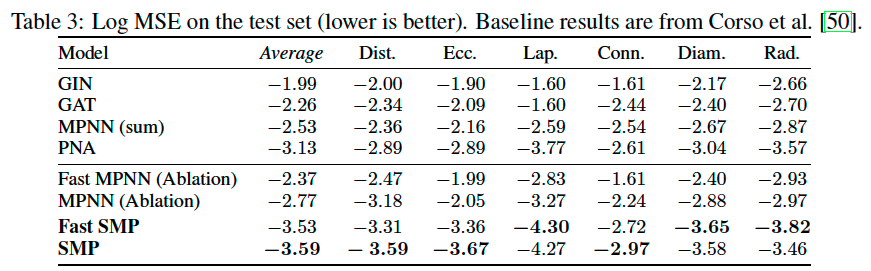 Table 3: Log MSE on the test set (lower is better). Baseline results are from Corso et al. [50].
Model Average Dist. Ecc. Lap. Conn. Diam. Rad.
GIN −1.99 −2.00 −1.90 −1.60 −1.61 −2.17 −2.66
GAT −2.26 −2.34 −2.09 −1.60 −2.44 −2.40 −2.70
MPNN (sum) −2.53 −2.36 −2.16 −2.59 −2.54 −2.67 −2.87
PNA −3.13 −2.89 −2.89 −3.77 −2.61 −3.04 −3.57
Fast MPNN (Ablation) −2.37 −2.47 −1.99 −2.83 −1.61 −2.40 −2.93
MPNN (Ablation) −2.77 −3.18 −2.05 −3.27 −2.24 −2.88 −2.97
Fast SMP −3.53 −3.31 −3.36 −4.30 −2.72 −3.65 −3.82
SMP −3.59 − 3.59 −3.67 −4.27 −2.97 −3.58 −3.46